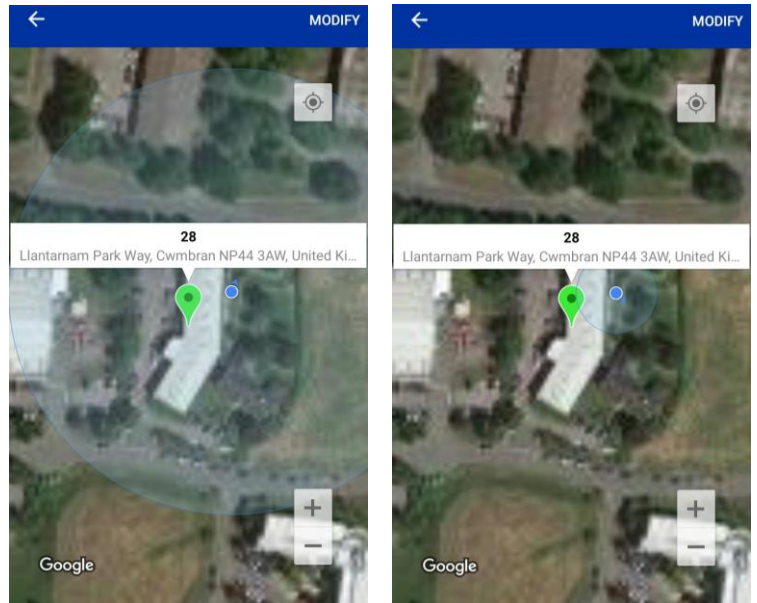 MODIFY
28
Llantarnam Park Way, Cwmbran NP44 3AW, United Ki...
Google
MODIFY
28
Llantarnam Park Way, Cwmbran NP44 3AW, United Ki...
Google